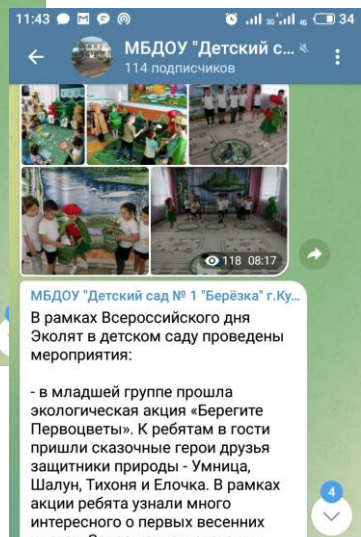 11:43
34
МБДОУ "Детский с...
114 подписчиков
118 08:17
МБДОУ "Детский сад № 1 "Берёзка" г.Ку...
В рамках Всероссийского дня
Эколят в детском саду проведены
мероприятия:
- в младшей группе прошла
экологическая акция «Берегите
Первоцветы». К ребятам в гости
пришли сказочные герои друзья
защитники природы - Умница,
Шалун, Тихоня и Елочка. В рамках
акции ребята узнали много
интересного о первых весенних
4